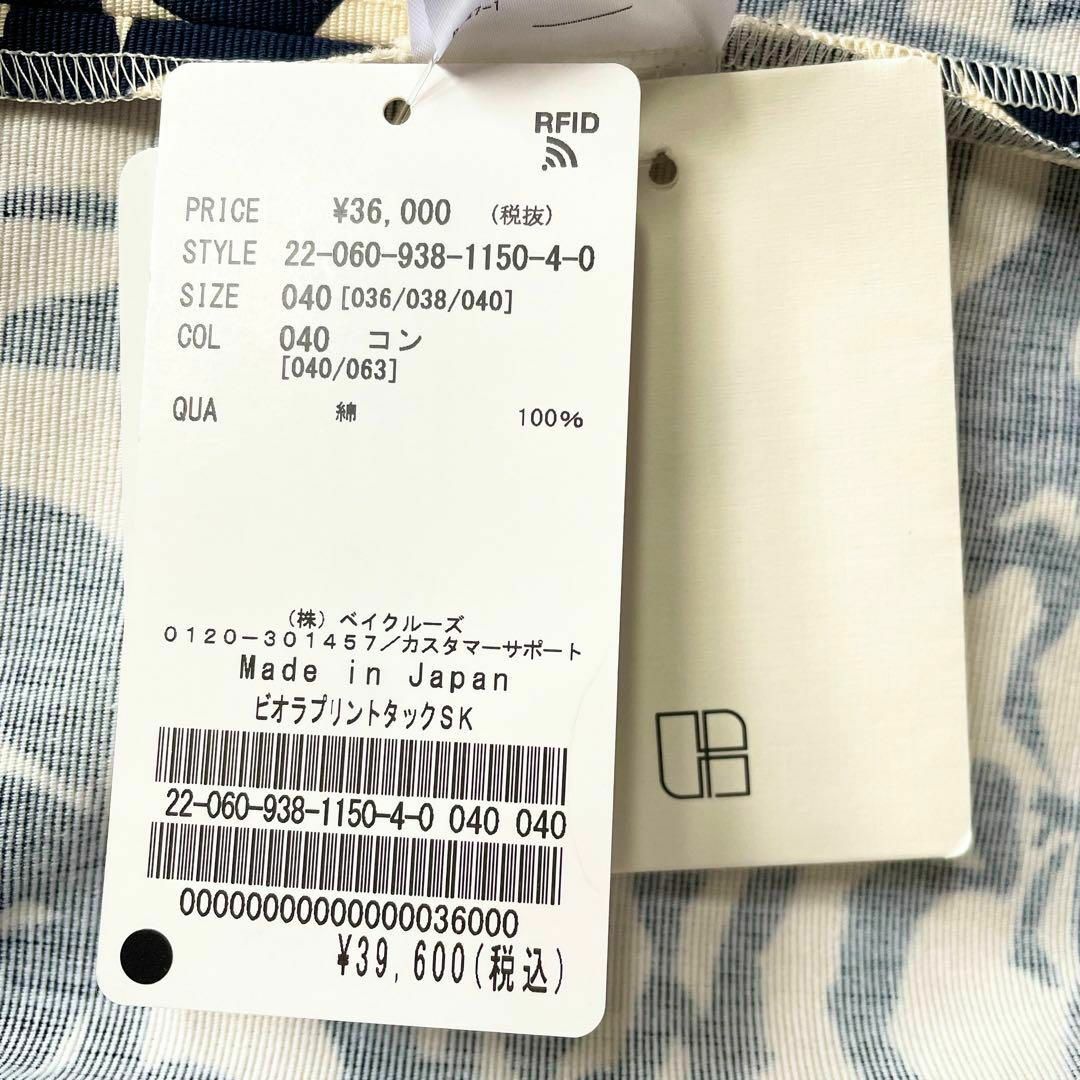 RFID
PRICE ¥36,000 (税抜)
STYLE 22-060-938-1150-4-0
SIZE 040 [036/038/040]
COL 040 コン
[040/063]
QUA 綿 100%
(株) ベイクルーズ
0120-301457/カスタマーサポート
Made in Japan
ビオラプリントタックSK
22-060-938-1150-4-0 040 040
0000000000000036000
¥39,600(税込)